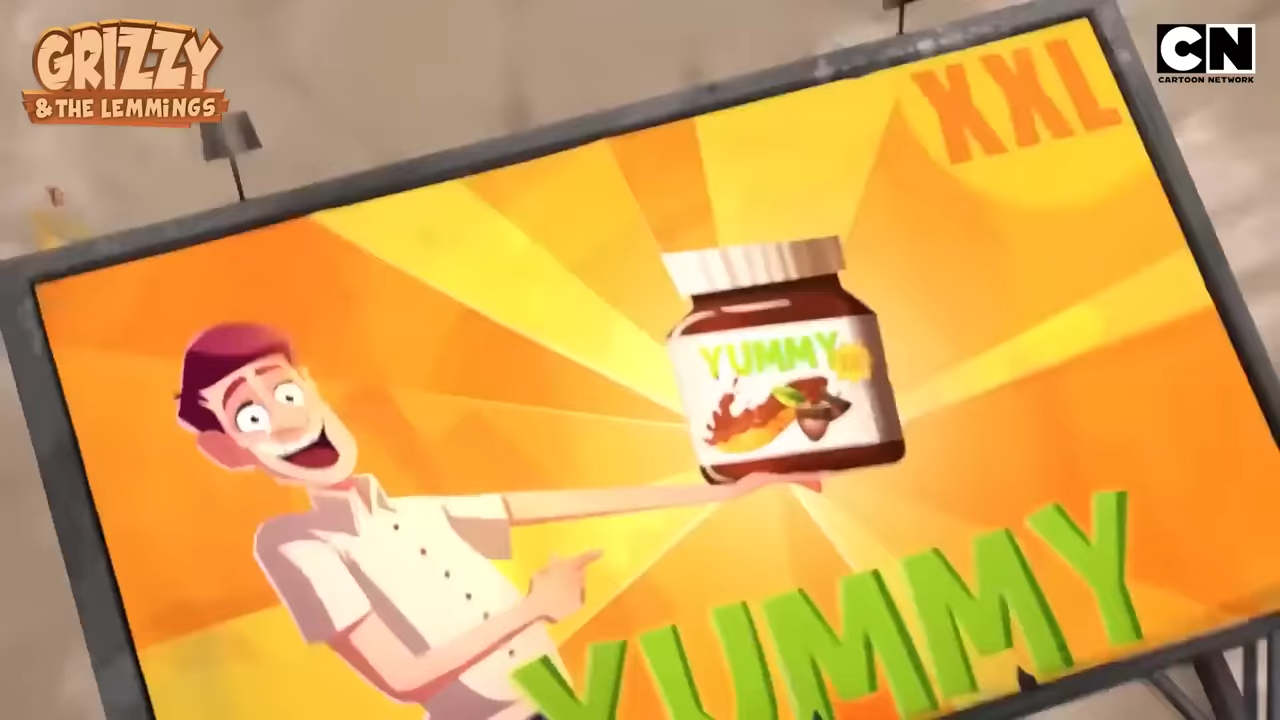 GRIZZY
& THE LEMMINGS
CN
CARTOON NETWORK
XXL
YUMMY
YUMMY